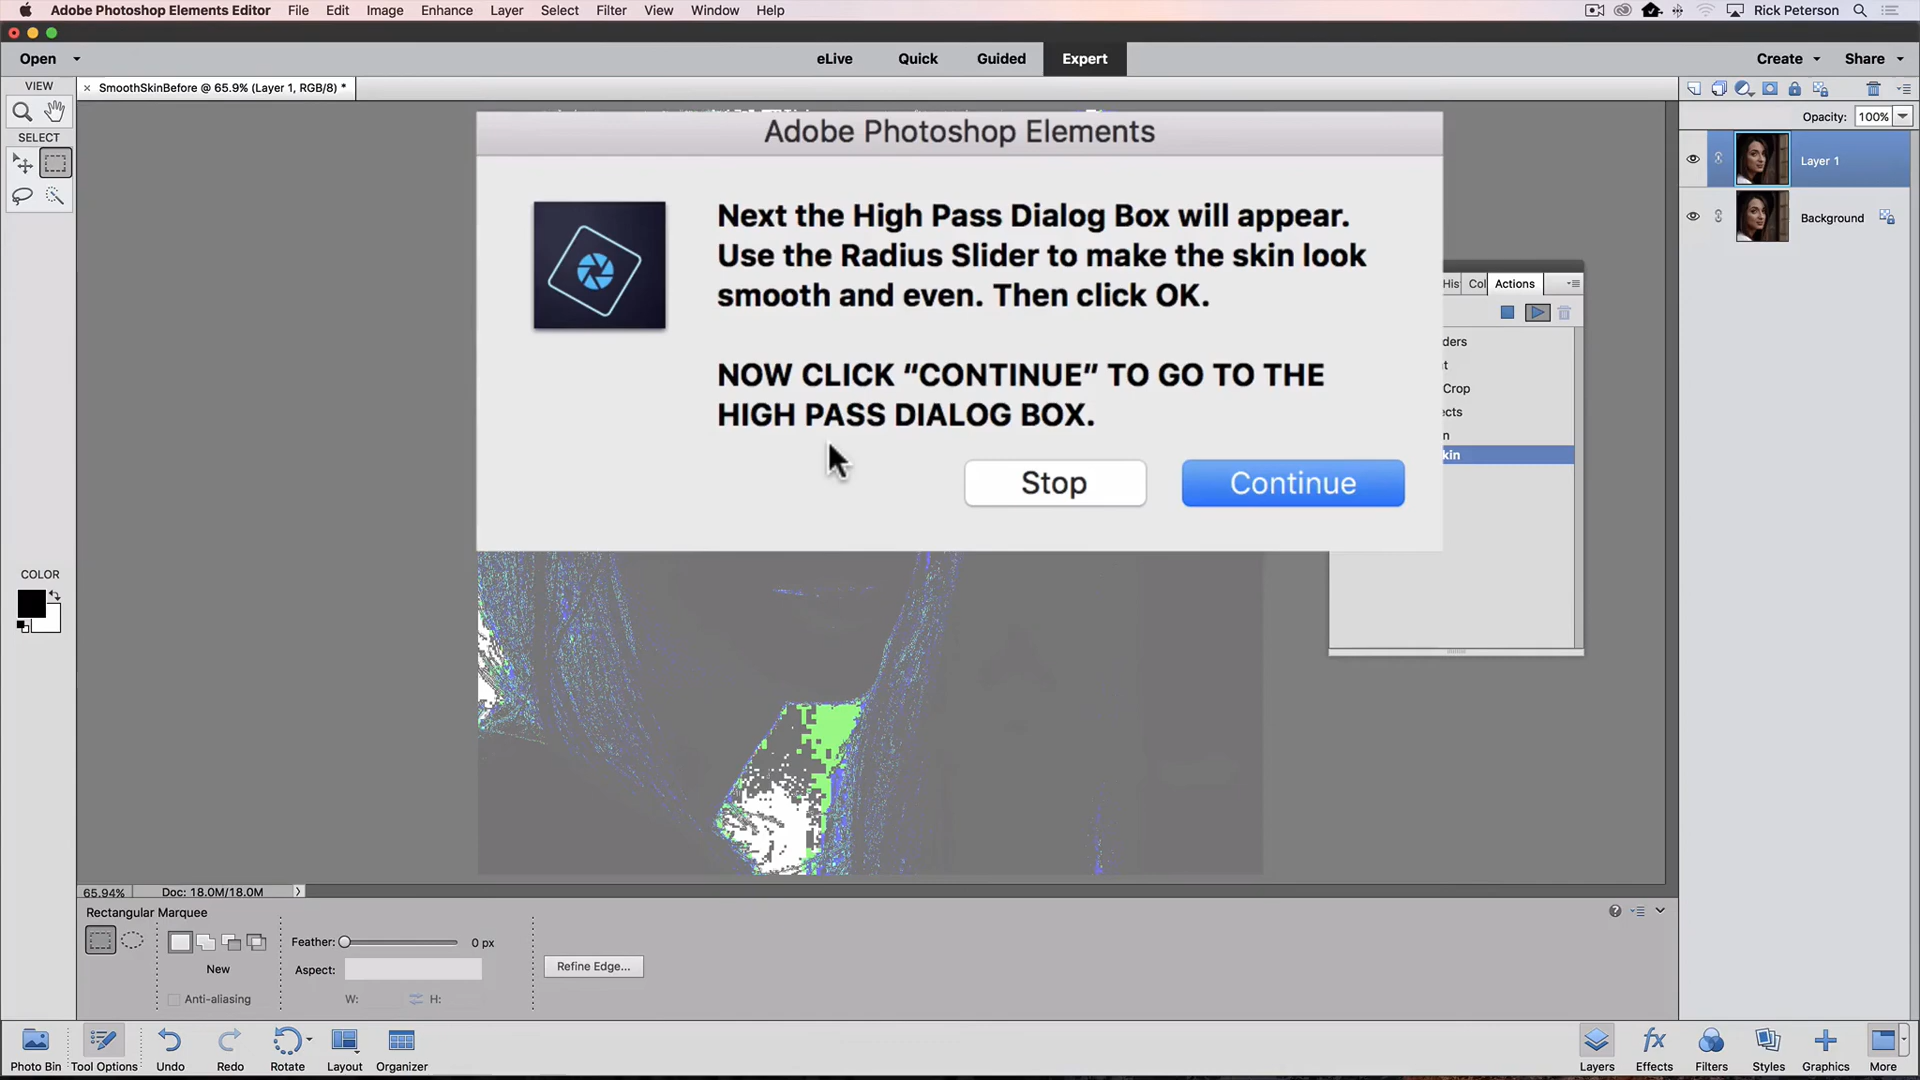 Adobe Photoshop Elements Editor File Edit Image Enhance Layer Select Filter View Window Help Rick Peterson
Open eLive Quick Guided Expert Create Share
VIEW × SmoothSkinBefore @ 65.9% (Layer 1, RGB/8) *
Opacity: 100%
SELECT
Adobe Photoshop Elements
Layer 1
Background
Next the High Pass Dialog Box will appear.
Use the Radius Slider to make the skin look
smooth and even. Then click OK.
NOW CLICK “CONTINUE” TO GO TO THE
HIGH PASS DIALOG BOX.
Stop Continue
His Col Actions
ders
t
Crop
ects
n
kin
COLOR
65.94% Doc: 18.0M/18.0M
Rectangular Marquee
Feather: 0 px
New Aspect: Refine Edge...
Anti-aliasing W: H:
Photo Bin Tool Options Undo Redo Rotate Layout Organizer Layers Effects Filters Styles Graphics More